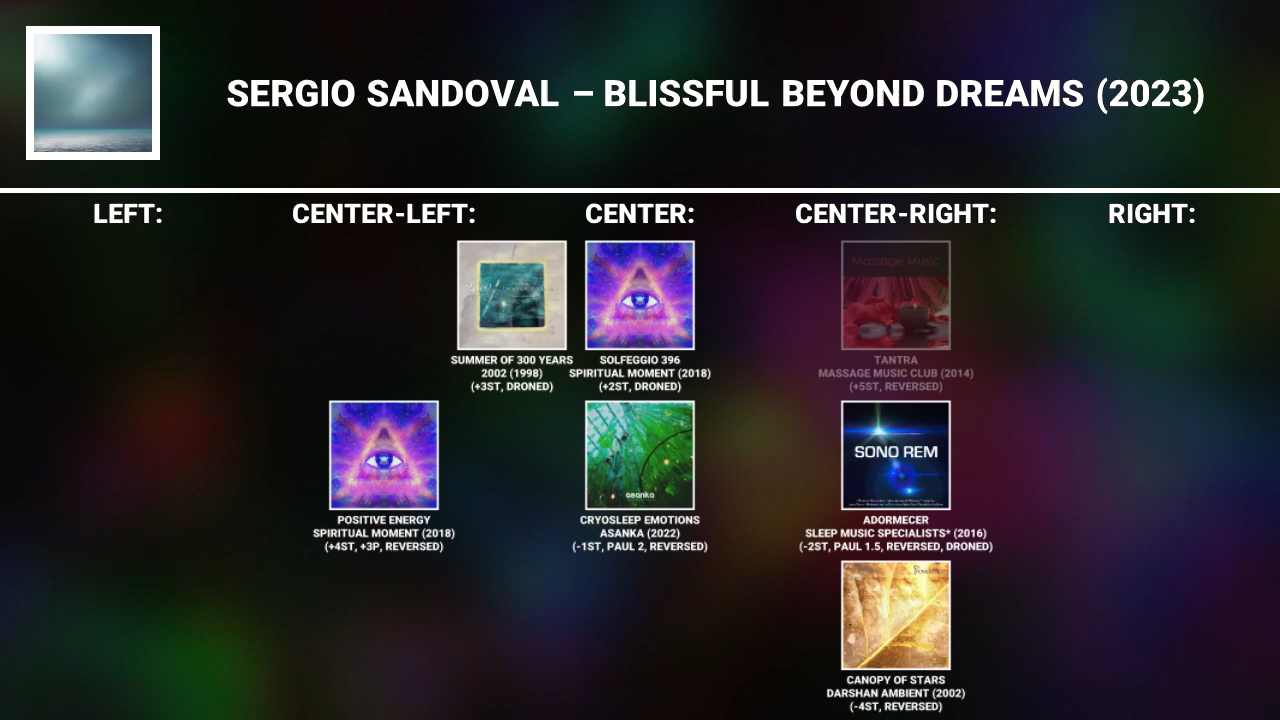 SERGIO SANDOVAL – BLISSFUL BEYOND DREAMS (2023)
LEFT:
CENTER-LEFT:
CENTER:
CENTER-RIGHT:
RIGHT:
SUMMER OF 300 YEARS
2002 (1998)
(+3ST, DRONED)
SOLFEGGIO 396
SPIRITUAL MOMENT (2018)
(+2ST, DRONED)
Massage Music
TANTRA
MASSAGE MUSIC CLUB (2014)
(+5ST, REVERSED)
POSITIVE ENERGY
SPIRITUAL MOMENT (2018)
(+4ST, +3P, REVERSED)
asanka
CRYOSLEEP EMOTIONS
ASANKA (2022)
(-1ST, PAUL 2, REVERSED)
SONO REM
ADORMECER
SLEEP MUSIC SPECIALISTS* (2016)
(-2ST, PAUL 1.5, REVERSED, DRONED)
CANOPY OF STARS
DARSHAN AMBIENT (2002)
(-4ST, REVERSED)